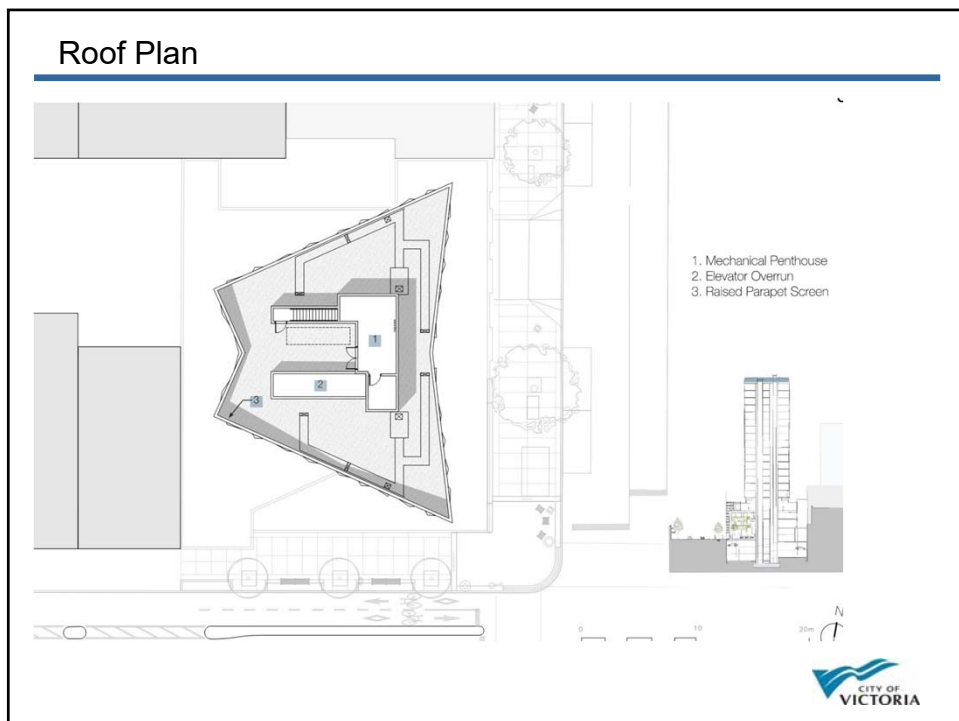 Roof Plan
1
2
3
1. Mechanical Penthouse
2. Elevator Overrun
3. Raised Parapet Screen
N
0 10 20m
CITY OF
VICTORIA